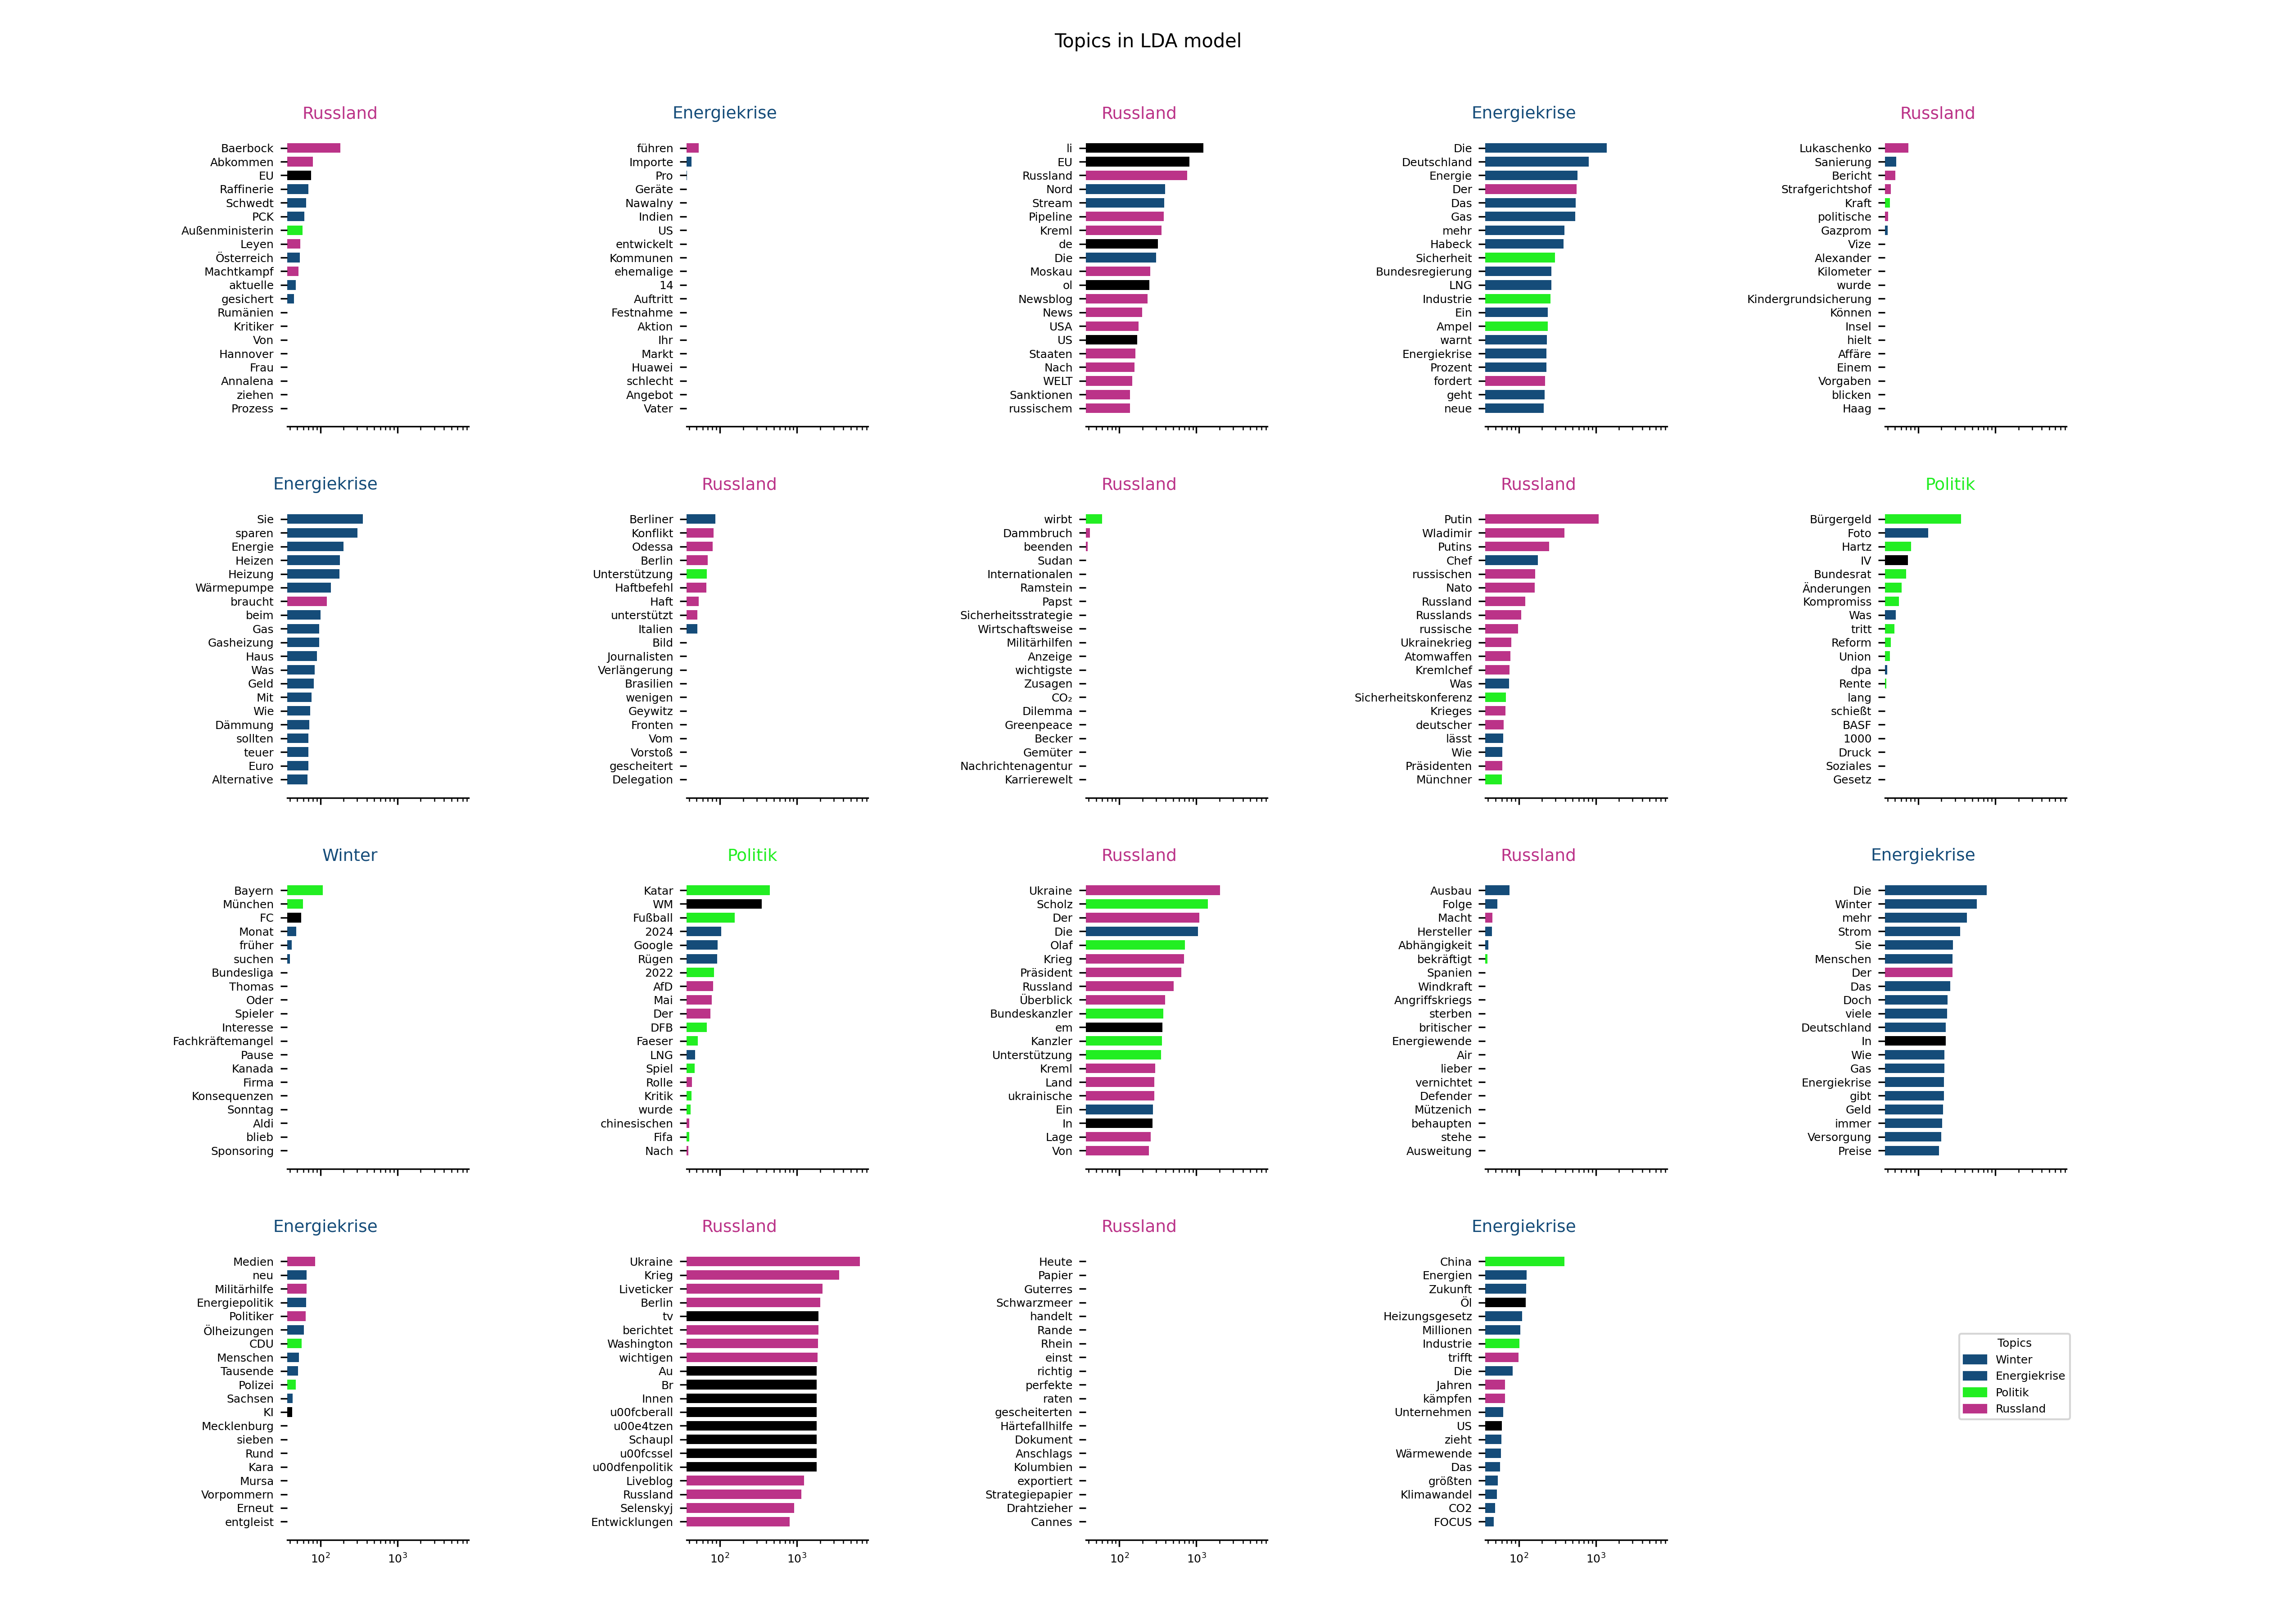 Topics in LDA model
Russland
Baerbock
Abkommen
EU
Raffinerie
Schwedt
PCK
Außenministerin
Leyen
Österreich
Machtkampf
aktuelle
gesichert
Rumänien
Kritiker
Von
Hannover
Frau
Annalena
ziehen
Prozess
Energiekrise
führen
Importe
Pro
Geräte
Nawalny
Indien
US
entwickelt
Kommunen
ehemalige
14
Auftritt
Festnahme
Aktion
Ihr
Markt
Huawei
schlecht
Angebot
Vater
Russland
li
EU
Russland
Nord
Stream
Pipeline
Kreml
de
Die
Moskau
ol
Newsblog
News
USA
US
Staaten
Nach
WELT
Sanktionen
russischem
Energiekrise
Die
Deutschland
Energie
Der
Das
Gas
mehr
Habeck
Sicherheit
Bundesregierung
LNG
Industrie
Ein
Ampel
warnt
Energiekrise
Prozent
fordert
geht
neue
Russland
Lukaschenko
Sanierung
Bericht
Strafgerichtshof
Kraft
politische
Gazprom
Vize
Alexander
Kilometer
wurde
Kindergrundsicherung
Können
Insel
hielt
Affäre
Einem
Vorgaben
blicken
Haag
Energiekrise
Sie
sparen
Energie
Heizen
Heizung
Wärmepumpe
braucht
beim
Gas
Gasheizung
Haus
Was
Geld
Mit
Wie
Dämmung
sollten
teuer
Euro
Alternative
Russland
Berliner
Konflikt
Odessa
Berlin
Unterstützung
Haftbefehl
Haft
unterstützt
Italien
Bild
Journalisten
Verlängerung
Brasilien
wenigen
Geywitz
Fronten
Vom
Vorstoß
gescheitert
Delegation
Russland
wirbt
Dammbruch
beenden
Sudan
Internationalen
Ramstein
Papst
Sicherheitsstrategie
Wirtschaftsweise
Militärhilfen
Anzeige
wichtigste
Zusagen
CO₂
Dilemma
Greenpeace
Becker
Gemüter
Nachrichtenagentur
Karrierewelt
Russland
Putin
Wladimir
Putins
Chef
russischen
Nato
Russland
Russlands
russische
Ukrainekrieg
Atomwaffen
Kremlchef
Was
Sicherheitskonferenz
Krieges
deutscher
lässt
Wie
Präsidenten
Münchner
Politik
Bürgergeld
Foto
Hartz
IV
Bundesrat
Änderungen
Kompromiss
Was
tritt
Reform
Union
dpa
Rente
lang
schießt
BASF
1000
Druck
Soziales
Gesetz
Winter
Bayern
München
FC
Monat
früher
suchen
Bundesliga
Thomas
Oder
Spieler
Interesse
Fachkräftemangel
Pause
Kanada
Firma
Konsequenzen
Sonntag
Aldi
blieb
Sponsoring
Politik
Katar
WM
Fußball
2024
Google
Rügen
2022
AfD
Mai
Der
DFB
Faeser
LNG
Spiel
Rolle
Kritik
wurde
chinesischen
Fifa
Nach
Russland
Ukraine
Scholz
Der
Die
Olaf
Krieg
Präsident
Russland
Überblick
Bundeskanzler
em
Kanzler
Unterstützung
Kreml
Land
ukrainische
Ein
In
Lage
Von
Russland
Ausbau
Folge
Macht
Hersteller
Abhängigkeit
bekräftigt
Spanien
Windkraft
Angriffskriegs
sterben
britischer
Energiewende
Air
lieber
vernichtet
Defender
Mützenich
behaupten
stehe
Ausweitung
Energiekrise
Die
Winter
mehr
Strom
Sie
Menschen
Der
Das
Doch
viele
Deutschland
In
Wie
Gas
Energiekrise
gibt
Geld
immer
Versorgung
Preise
Energiekrise
Medien
neu
Militärhilfe
Energiepolitik
Politiker
Ölheizungen
CDU
Menschen
Tausende
Polizei
Sachsen
KI
Mecklenburg
sieben
Rund
Kara
Mursa
Vorpommern
Erneut
entgleist
10² 10³
Russland
Ukraine
Krieg
Liveticker
Berlin
tv
berichtet
Washington
wichtigen
Au
Br
Innen
u00fcberall
u00e4tzen
Schaupl
u00fcssel
u00dfenpolitik
Liveblog
Russland
Selenskyj
Entwicklungen
10² 10³
Russland
Heute
Papier
Guterres
Schwarzmeer
handelt
Rande
Rhein
einst
richtig
perfekte
raten
gescheiterten
Härtefallhilfe
Dokument
Anschlags
Kolumbien
exportiert
Strategiepapier
Drahtzieher
Cannes
10² 10³
Energiekrise
China
Energien
Zukunft
Öl
Heizungsgesetz
Millionen
Industrie
trifft
Die
Jahren
kämpfen
Unternehmen
US
zieht
Wärmewende
Das
größten
Klimawandel
CO2
FOCUS
10² 10³
Topics
Winter
Energiekrise
Politik
Russland